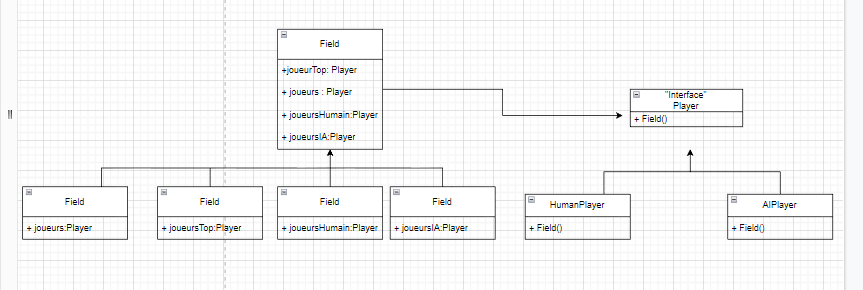 Field
+joueurTop: Player
+ joueurs : Player
+ joueursHumain:Player
+ joueursIA:Player
"Interface"
Player
+ Field()
Field
+ joueurs:Player
Field
+ joueursTop:Player
Field
+ joueursHumain:Player
Field
+ joueursIA:Player
HumanPlayer
+ Field()
AIPlayer
+ Field()